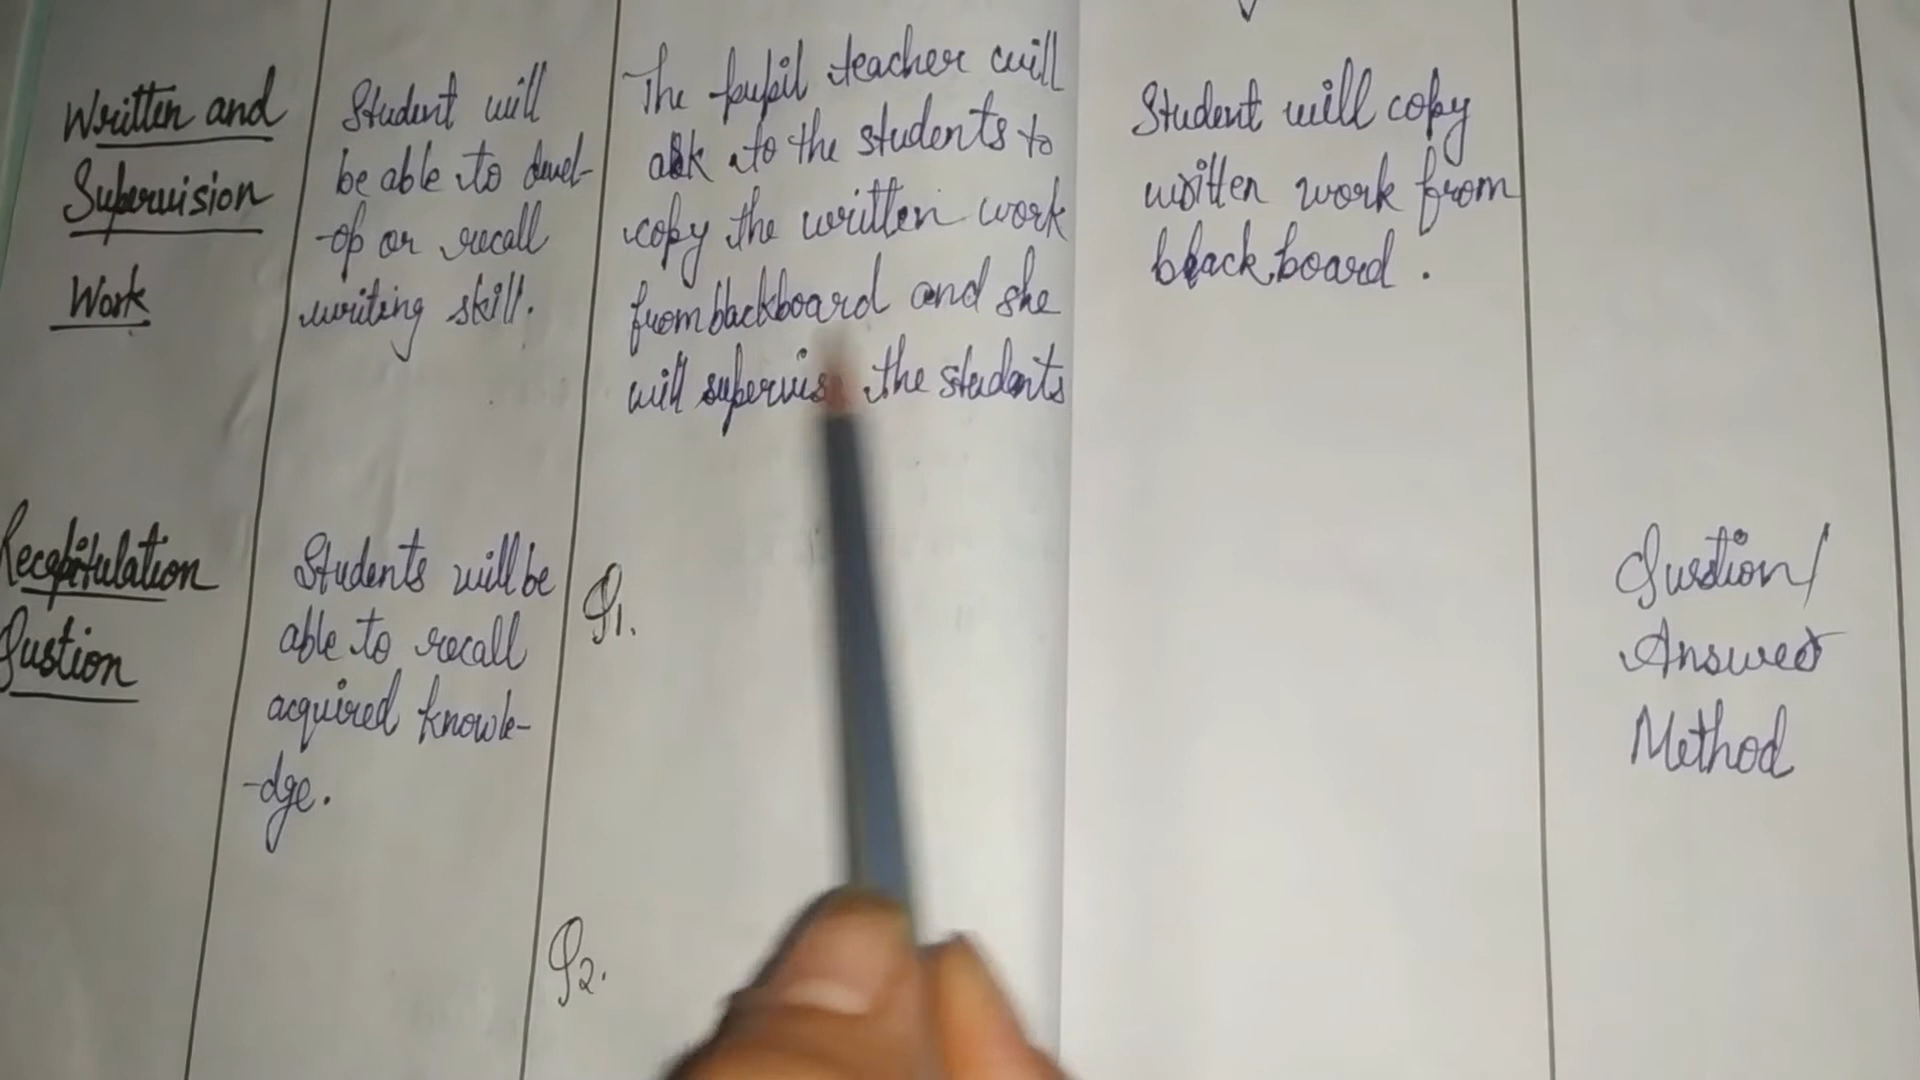 Written and
Supervision
Work
Student will
be able to devel-
-op or recall
writing skill.
The pupil teacher will
ask to the students to
copy the written work
from backboard and she
will supervise the students
Student will copy
written work from
black board.
Recapitulation
Qustion
Students will be
able to recall
acquired knowle-
-dge.
Q1.
Q2.
Qustion/
Answer
Method